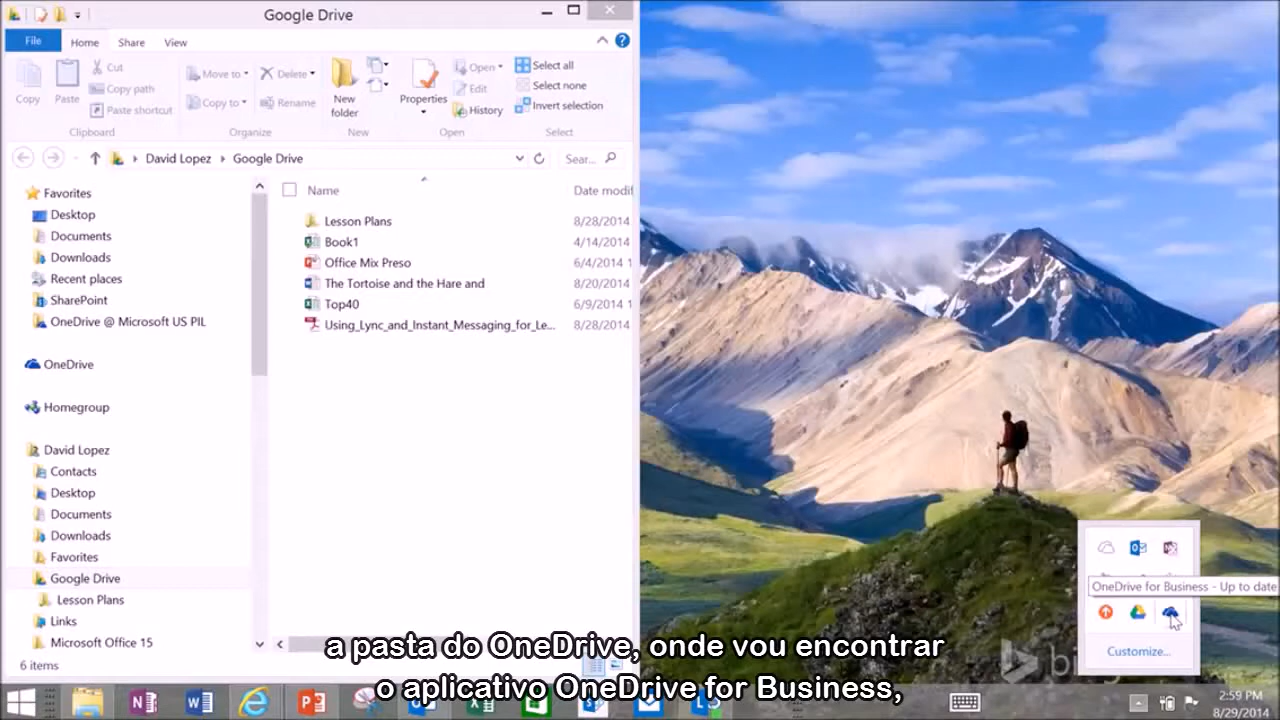 Google Drive
File Home Share View
Copy
Paste
Cut
Copy path
Paste shortcut
Clipboard
Move to
Copy to
Delete
Rename
Organize
New folder
New
Properties
Open
Edit
History
Open
Select all
Select none
Invert selection
Select
David Lopez Google Drive
Sear...
Favorites
Desktop
Documents
Downloads
Recent places
SharePoint
OneDrive @ Microsoft US PIL
OneDrive
Homegroup
David Lopez
Contacts
Desktop
Documents
Downloads
Favorites
Google Drive
Lesson Plans
Links
Microsoft Office 15
Name Date modif
Lesson Plans 8/28/2014
Book1 4/14/2014
Office Mix Preso 6/4/2014 1
The Tortoise and the Hare and 8/20/2014
Top40 6/9/2014 1
Using_Lync_and_Instant_Messaging_for_Le... 8/28/2014
6 items
OneDrive for Business - Up to date
Customize...
a pasta do OneDrive, onde vou encontrar
o aplicativo OneDrive for Business,
2:59 PM
8/29/2014